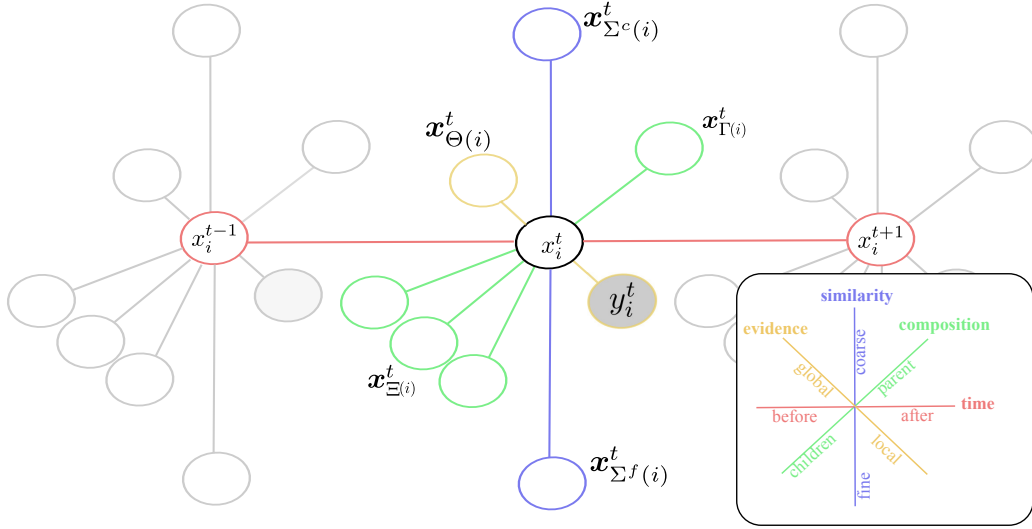 x^t_{Σ^c(i)}
x^t_{Θ(i)}
x^t_{Γ(i)}
x_i^{t-1}
x_i^t
x_i^{t+1}
y_i^t
x^t_{Ξ(i)}
x^t_{Σ^f(i)}
similarity
evidence
composition
coarse
global
parent
before
after
time
children
local
fine